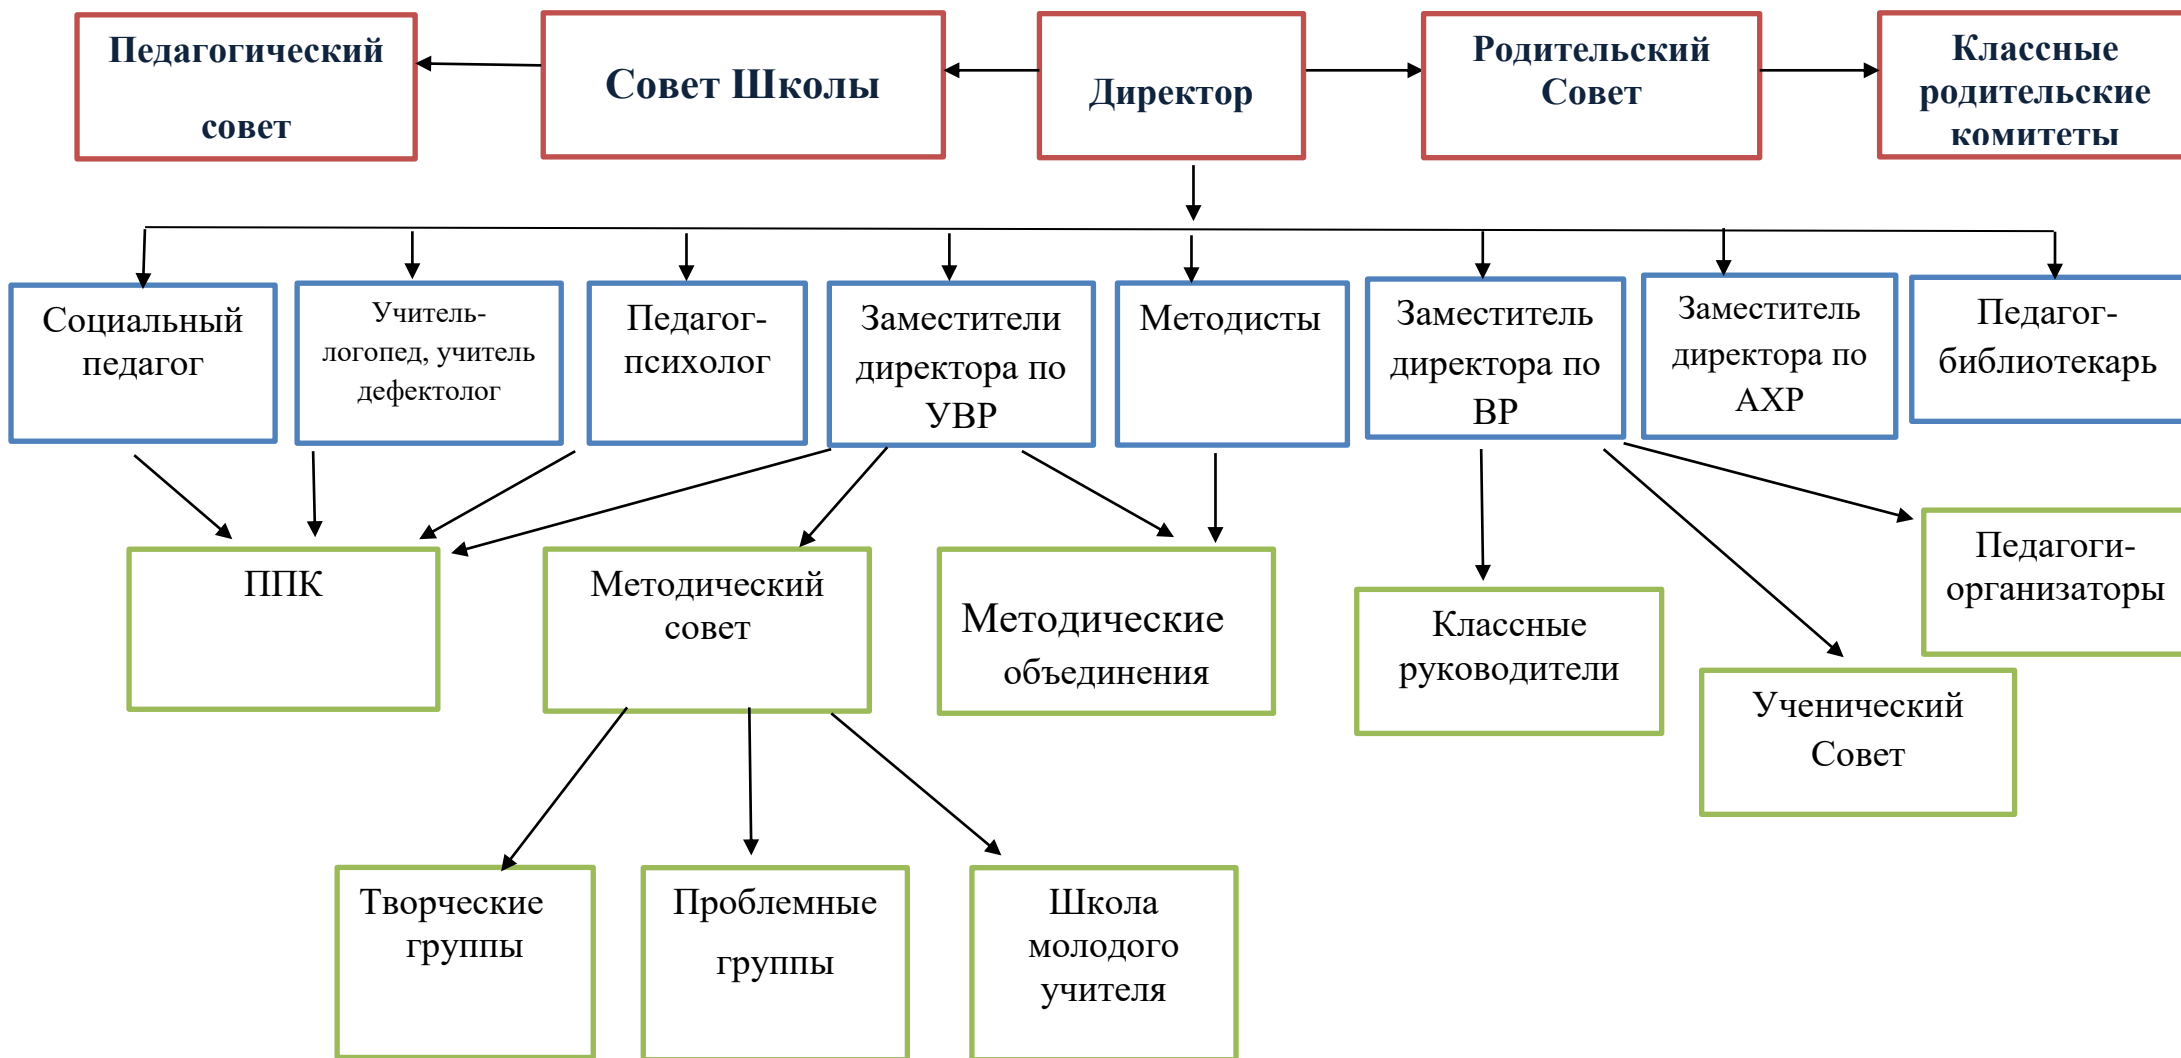 Педагогический
совет
Совет Школы
Директор
Родительский
Совет
Классные
родительские
комитеты
Социальный
педагог
Учитель-
логопед, учитель
дефектолог
Педагог-
психолог
Заместители
директора по
УВР
Методисты
Заместитель
директора по
ВР
Заместитель
директора по
АХР
Педагог-
библиотекарь
ППК
Методический
совет
Методические
объединения
Классные
руководители
Ученический
Совет
Педагоги-
организаторы
Творческие
группы
Проблемные
группы
Школа
молодого
учителя